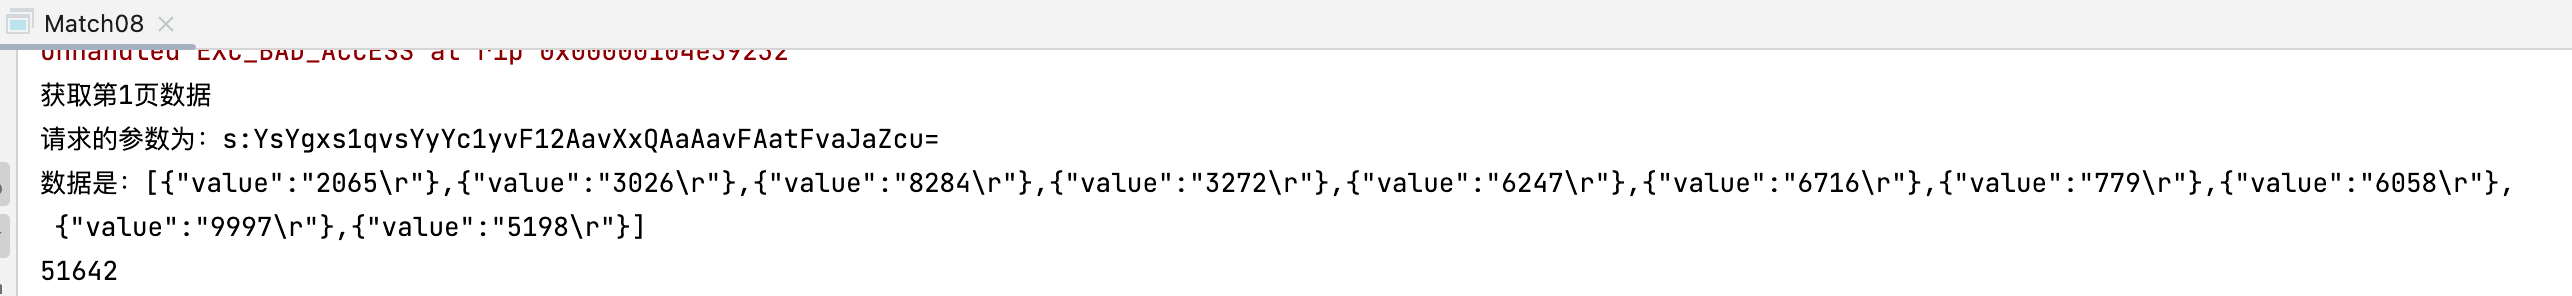 Match08
Unhandled EXC_BAD_ACCESS at rip 0x00000104e59252
获取第1页数据
请求的参数为：s:YsYgxs1qvsYyYc1yvF12AavXxQAaAavFAatFvaJaZcu=
数据是：[{"value":"2065\r"},{"value":"3026\r"},{"value":"8284\r"},{"value":"3272\r"},{"value":"6247\r"},{"value":"6716\r"},{"value":"779\r"},{"value":"6058\r"},
{"value":"9997\r"},{"value":"5198\r"}]
51642